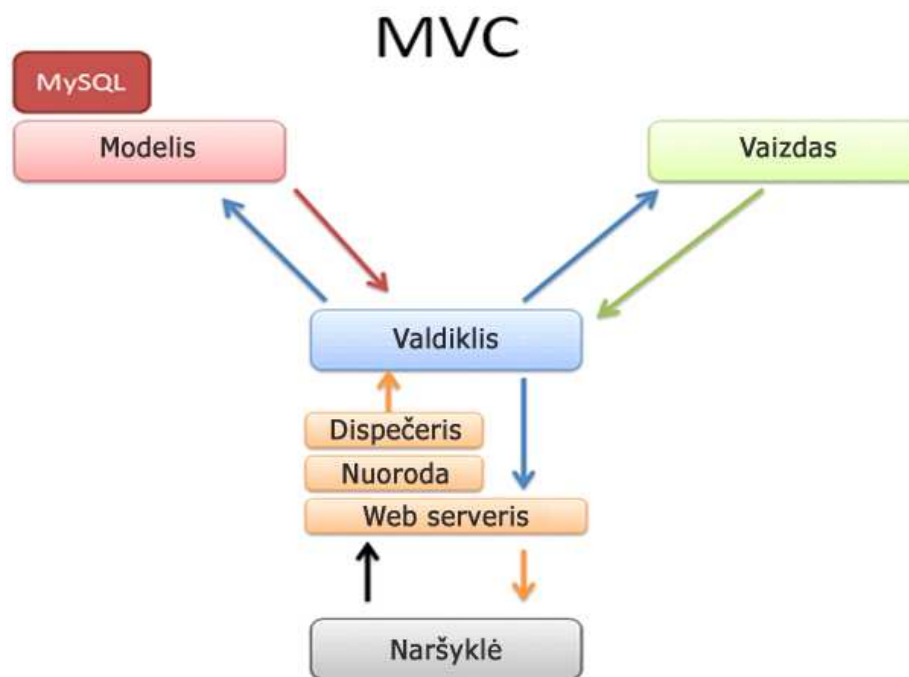 MVC
MySQL
Modelis
Vaizdas
Valdiklis
Dispečeris
Nuoroda
Web serveris
Naršyklė